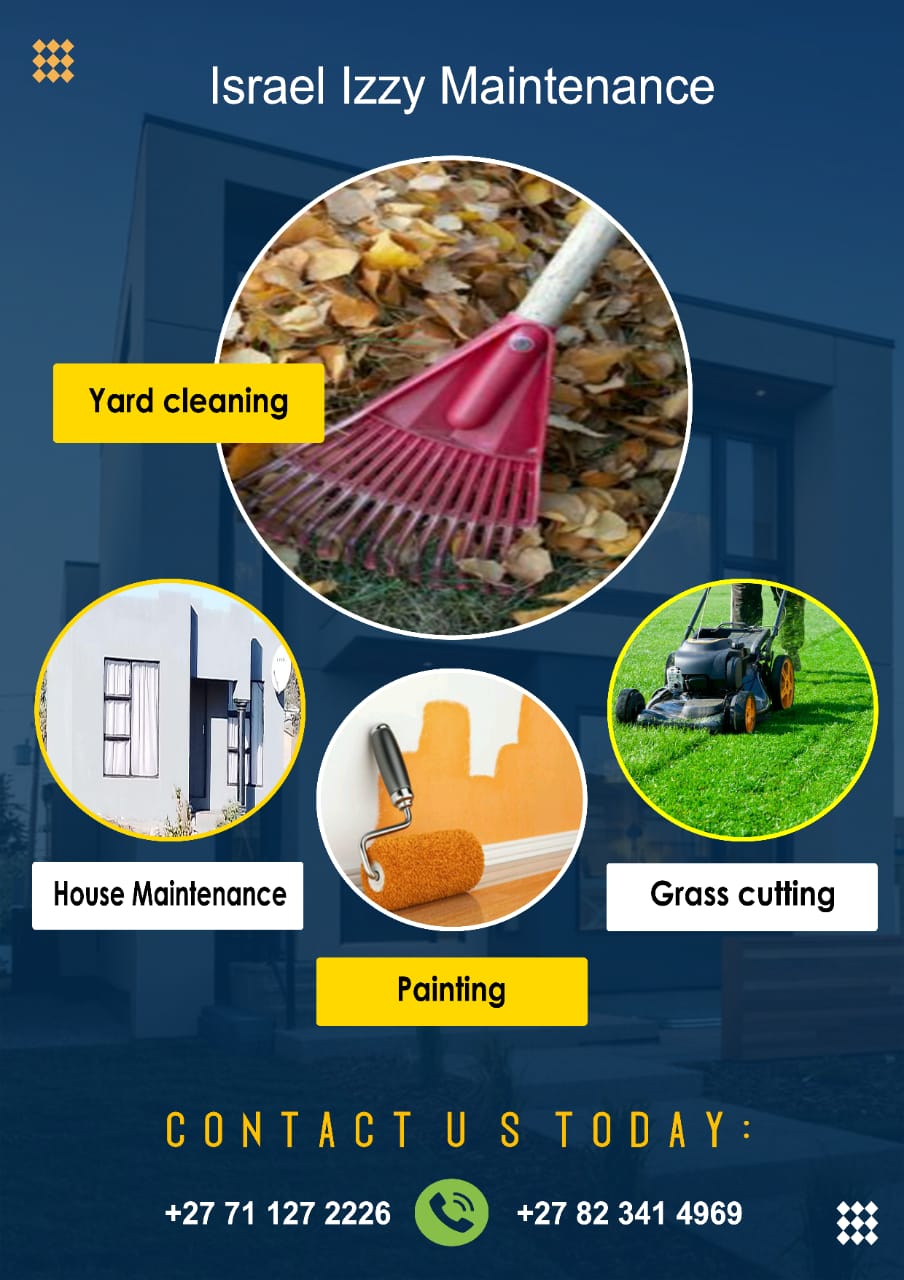 Israel Izzy Maintenance
Yard cleaning
House Maintenance
Grass cutting
Painting
CONTACT US TODAY:
+27 71 127 2226 +27 82 341 4969